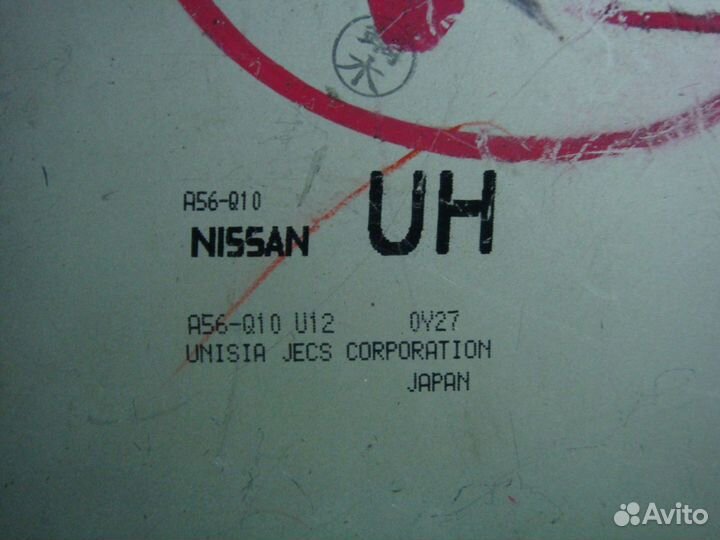 A56-Q10
NISSAN
UH
A56-Q10 U12 0Y27
UNISIA JECS CORPORATION
JAPAN
Avito